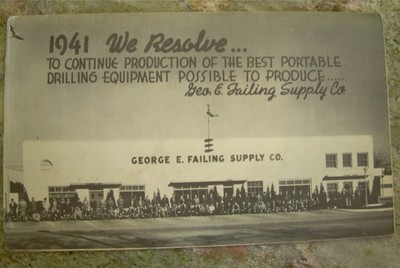 1941 We Resolve...
TO CONTINUE PRODUCTION OF THE BEST PORTABLE
DRILLING EQUIPMENT POSSIBLE TO PRODUCE.....
Geo. E. Failing Supply Co.
GEORGE E. FAILING SUPPLY CO.